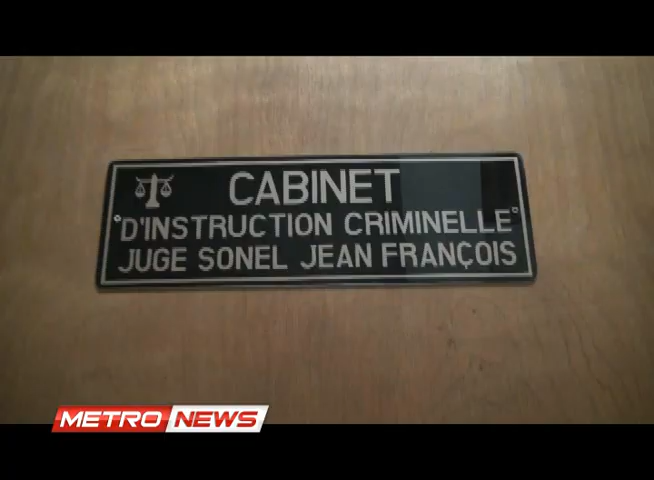 CABINET
D'INSTRUCTION CRIMINELLE
JUGE SONEL JEAN FRANÇOIS
METRO NEWS